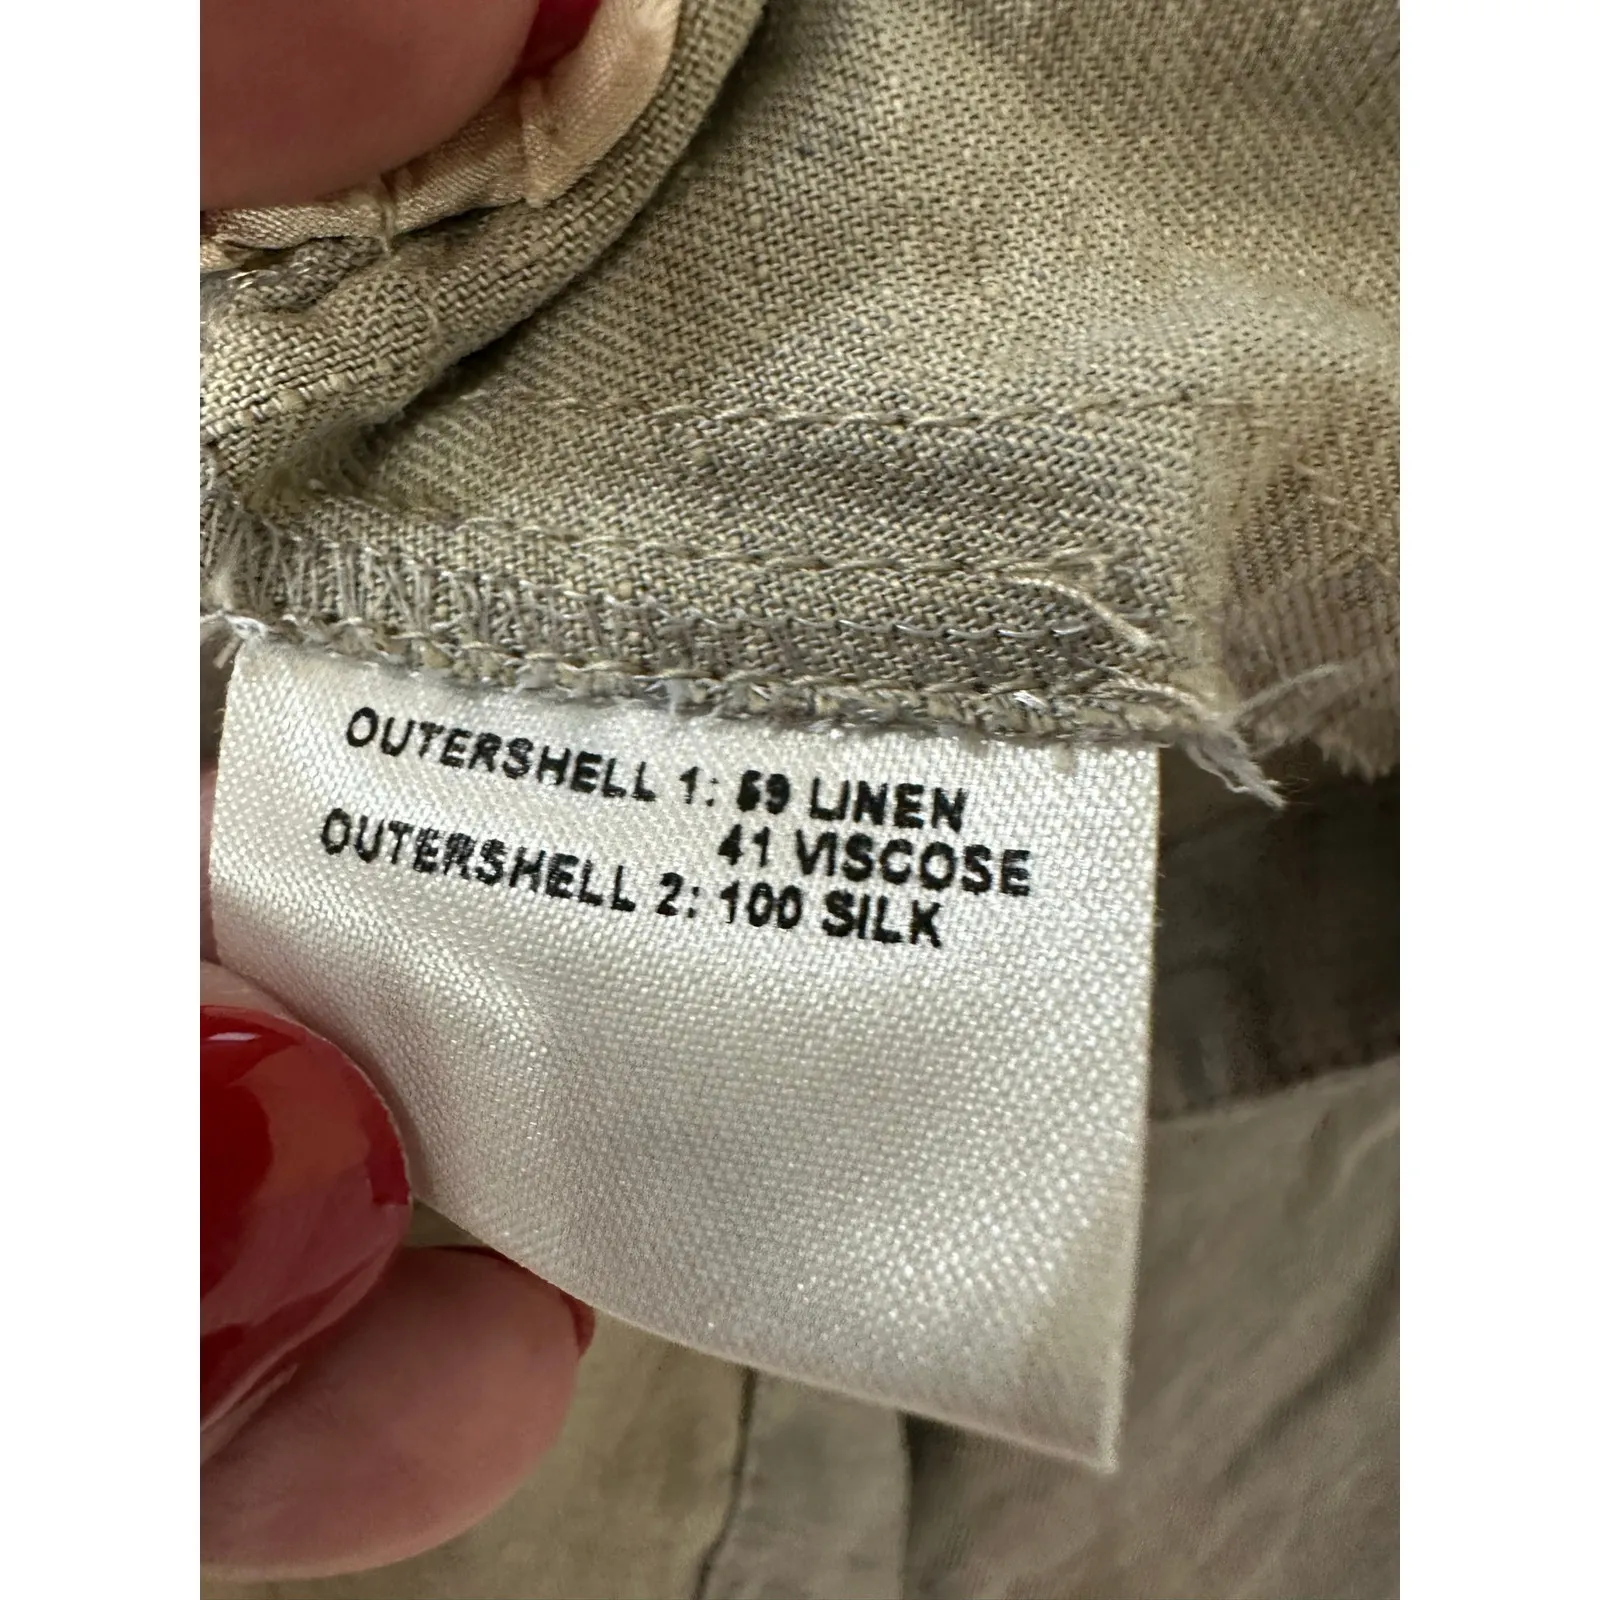 OUTERSHELL 1: 59 LINEN
41 VISCOSE
OUTERSHELL 2: 100 SILK